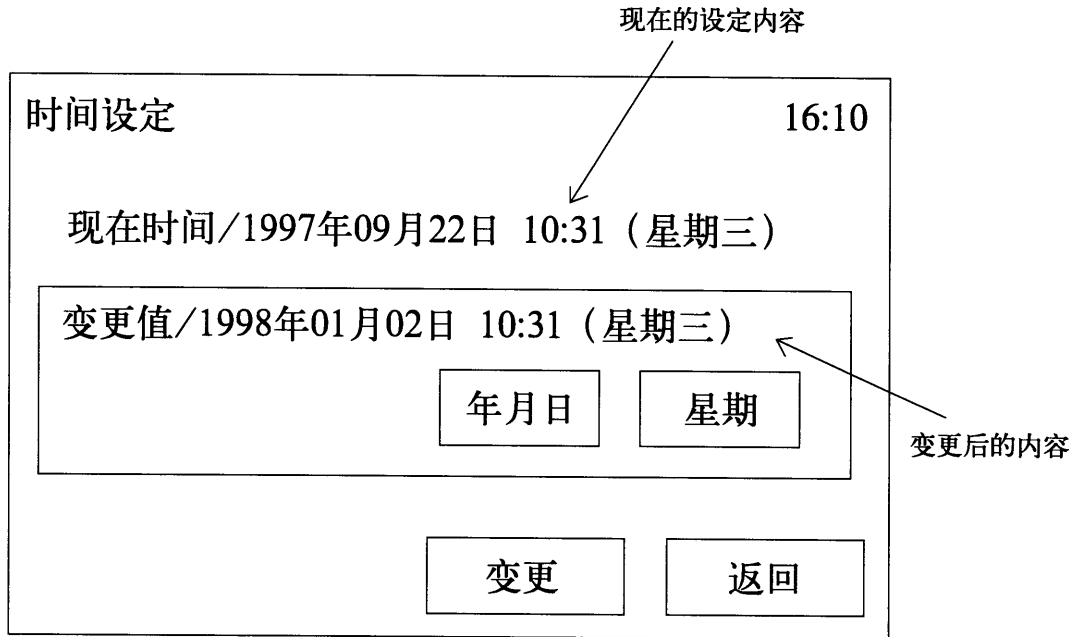 现在的设定内容
时间设定 16:10
现在时间/1997年09月22日 10:31（星期三）
变更值/1998年01月02日 10:31（星期三）
年月日 星期
变更后的内容
变更 返回